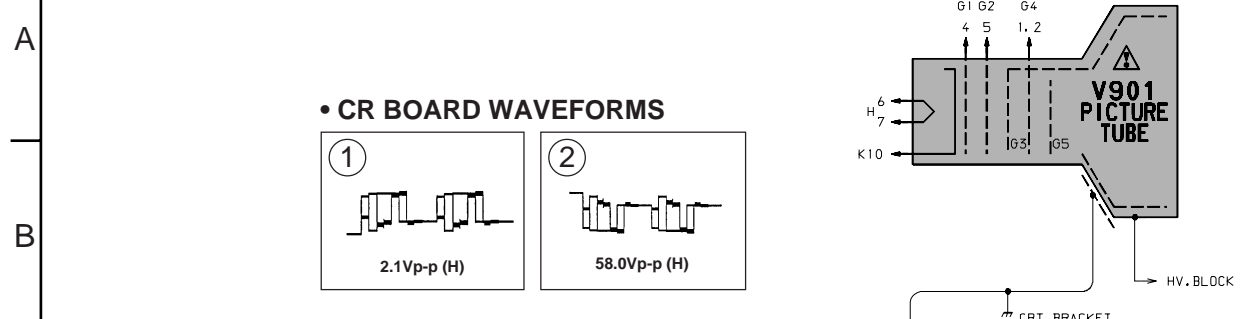 A
B
• CR BOARD WAVEFORMS
1
2.1Vp-p (H)
2
58.0Vp-p (H)
G1 G2 G4
4 5 1, 2
H 6
7
K10
G3 G5
V901
PICTURE
TUBE
HV.BLOCK
CRT BRACKET